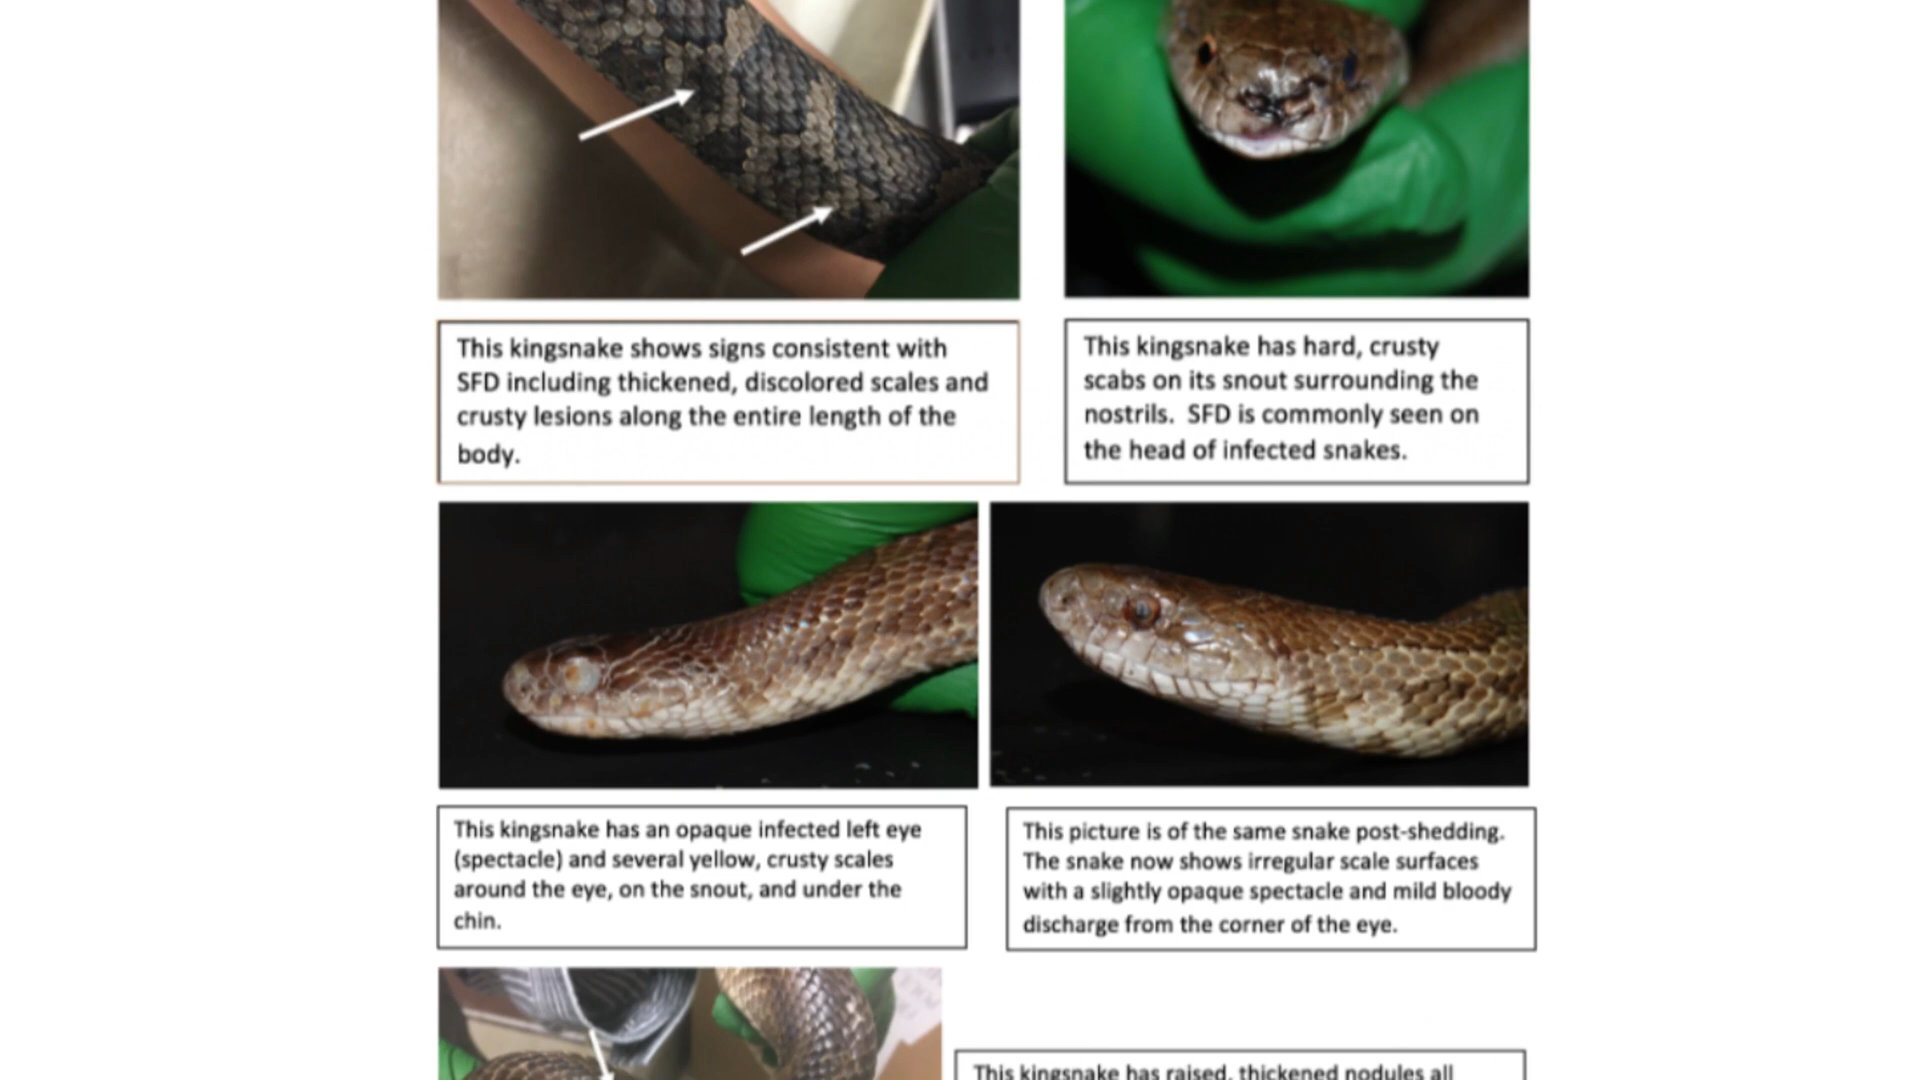 This kingsnake shows signs consistent with
SFD including thickened, discolored scales and
crusty lesions along the entire length of the
body.
This kingsnake has hard, crusty
scabs on its snout surrounding the
nostrils.  SFD is commonly seen on
the head of infected snakes.
This kingsnake has an opaque infected left eye
(spectacle) and several yellow, crusty scales
around the eye, on the snout, and under the
chin.
This picture is of the same snake post-shedding.
The snake now shows irregular scale surfaces
with a slightly opaque spectacle and mild bloody
discharge from the corner of the eye.
This kingsnake has raised, thickened nodules all